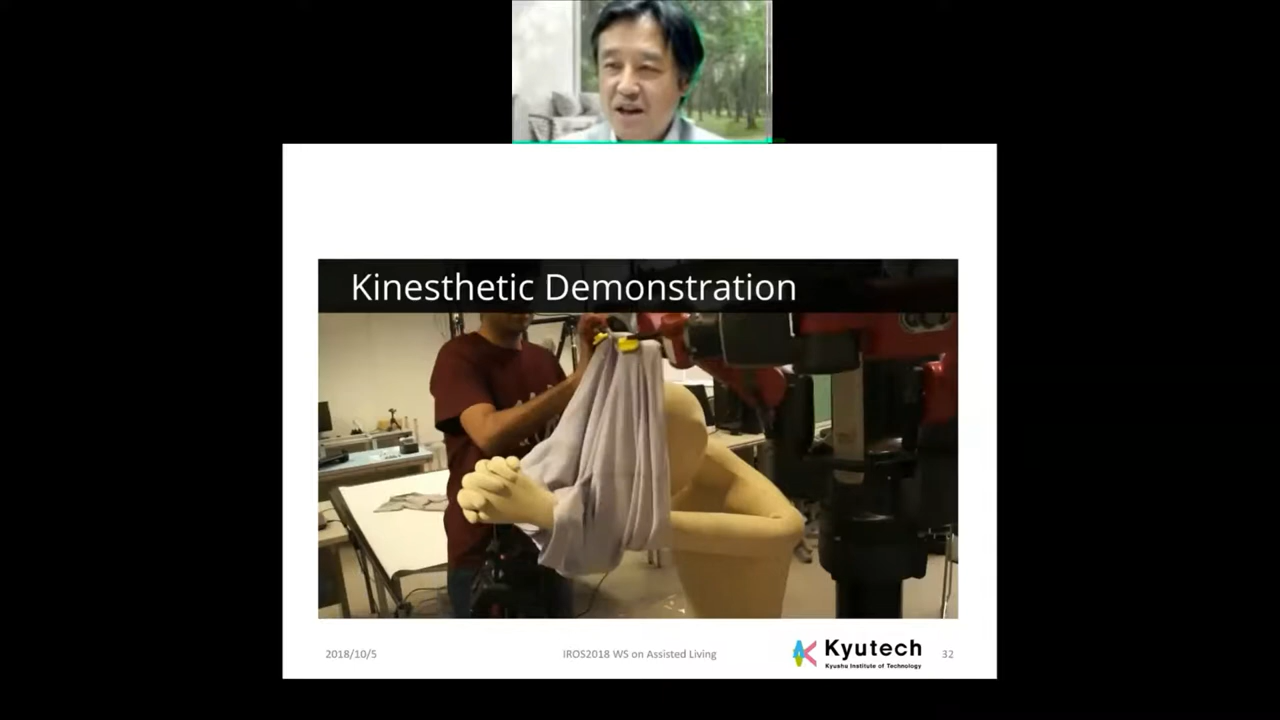 Kinesthetic Demonstration
2018/10/5
IROS2018 WS on Assisted Living
Kyutech
Kyushu Institute of Technology
32